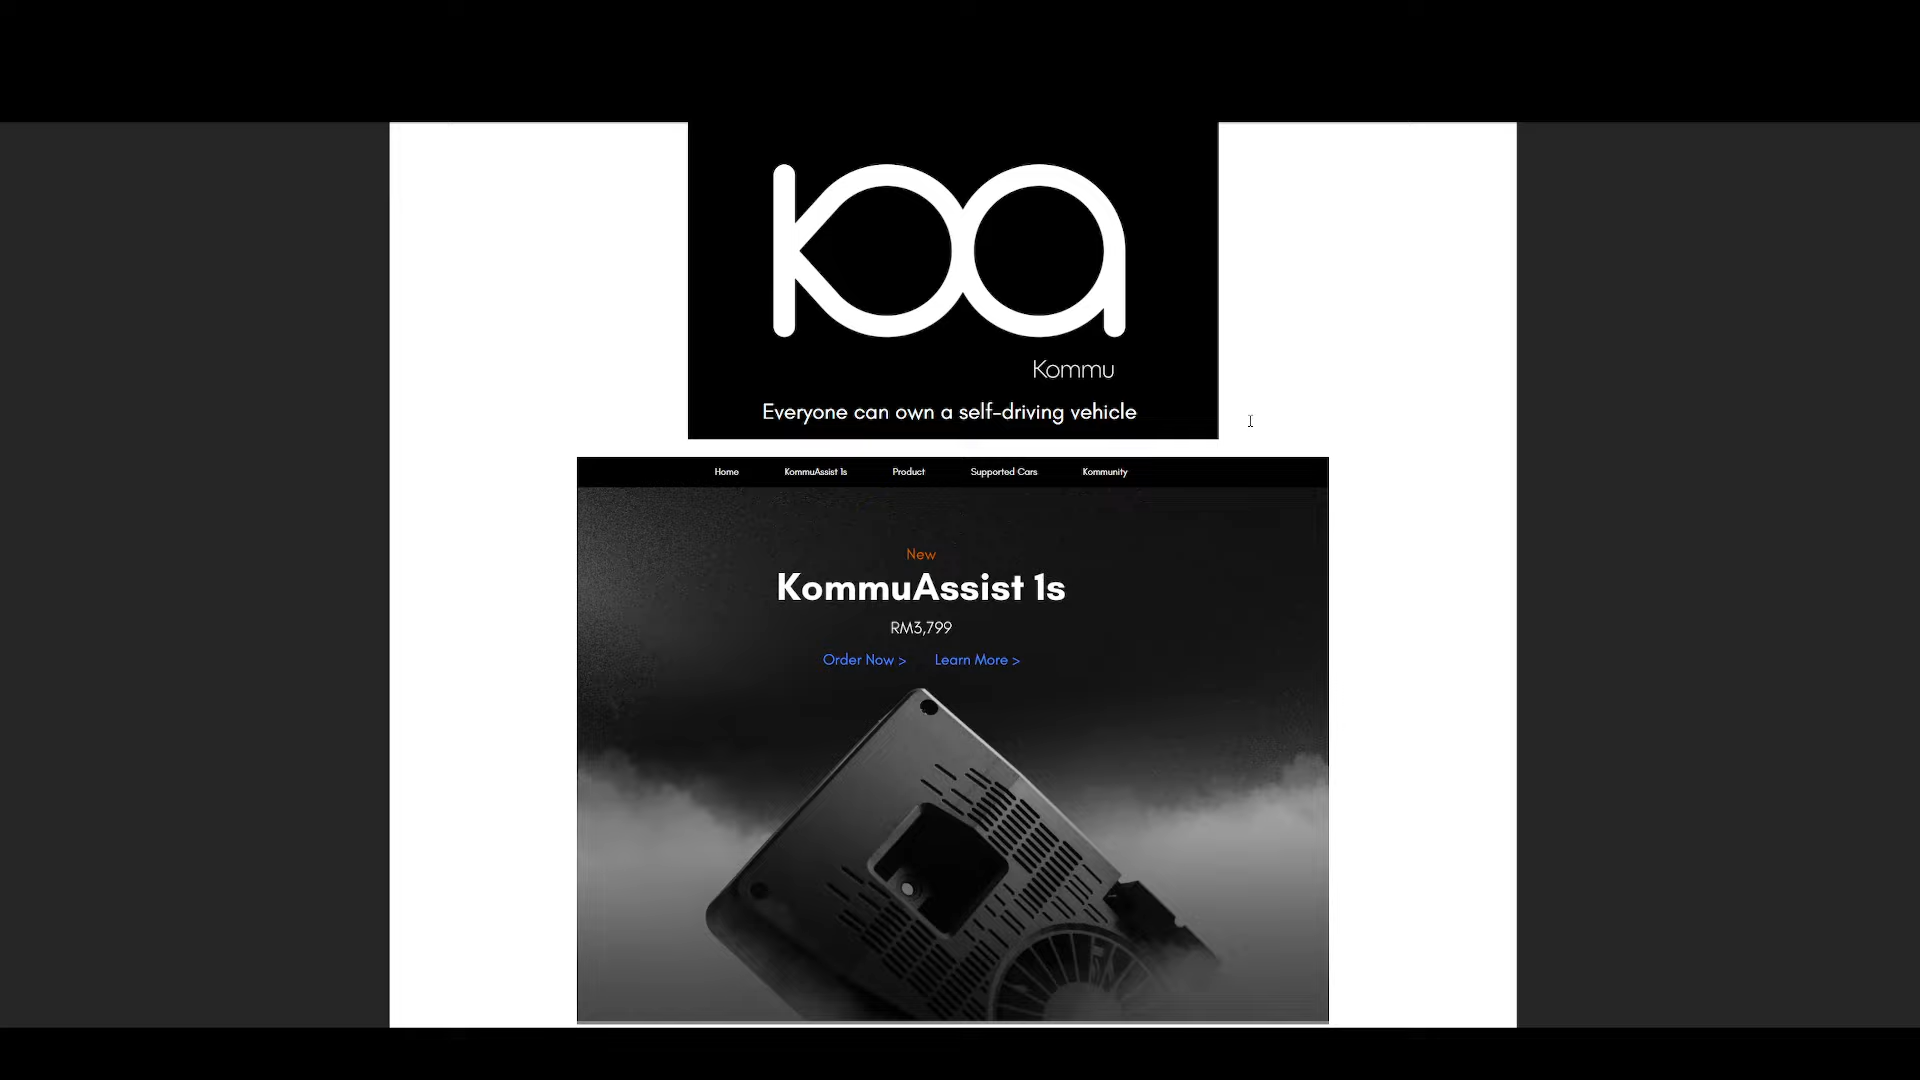 ka
Kommu
Everyone can own a self-driving vehicle
Home KommuAssist 1s Product Supported Cars Kommunity
New
KommuAssist 1s
RM3,799
Order Now > Learn More >